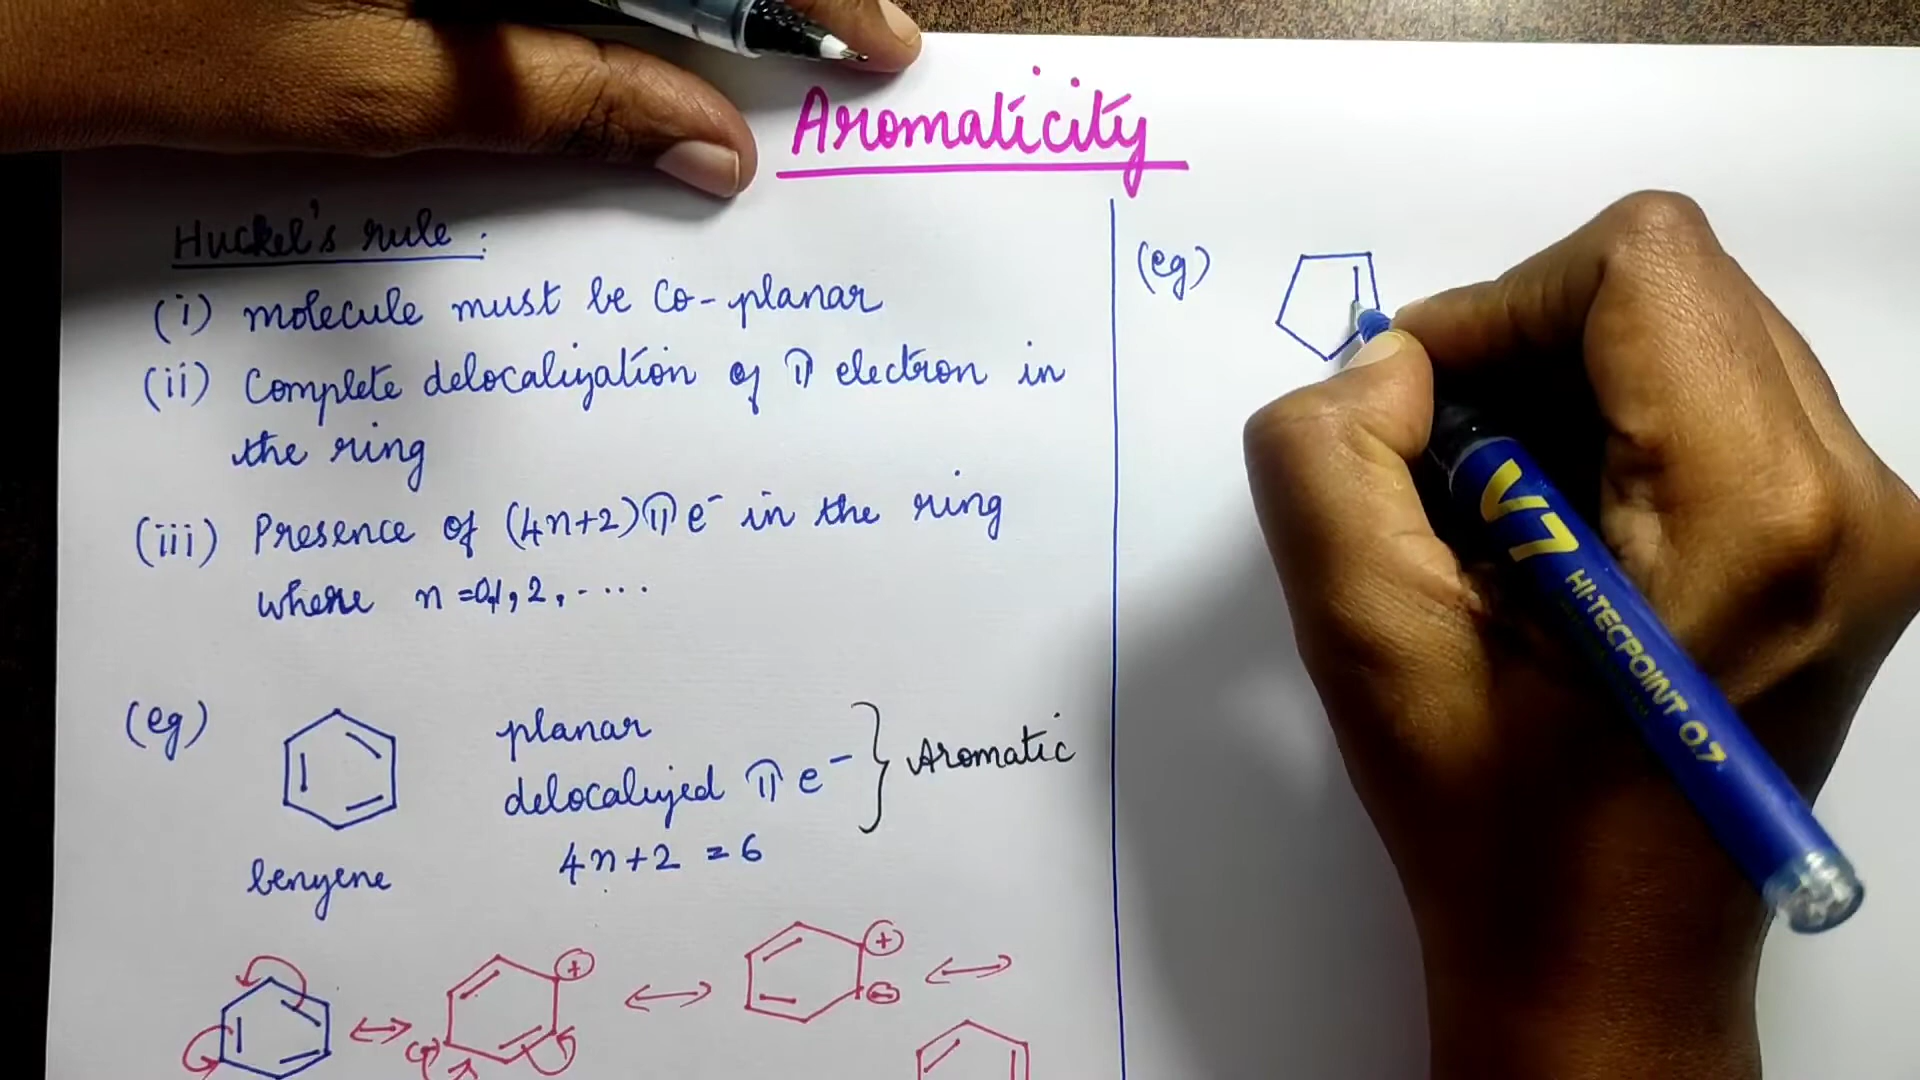 Aromaticity
Huckel's rule :
(i) molecule must be co-planar
(ii) Complete delocalization of π electron in
the ring
(iii) Presence of (4n+2)π e⁻ in the ring
where n=0,1,2,.....
(eg)
planar
delocalized π e⁻
4n+2 = 6
Aromatic
benzene
+
+
⊖
(eg)
V7
HI-TECPOINT 0.7